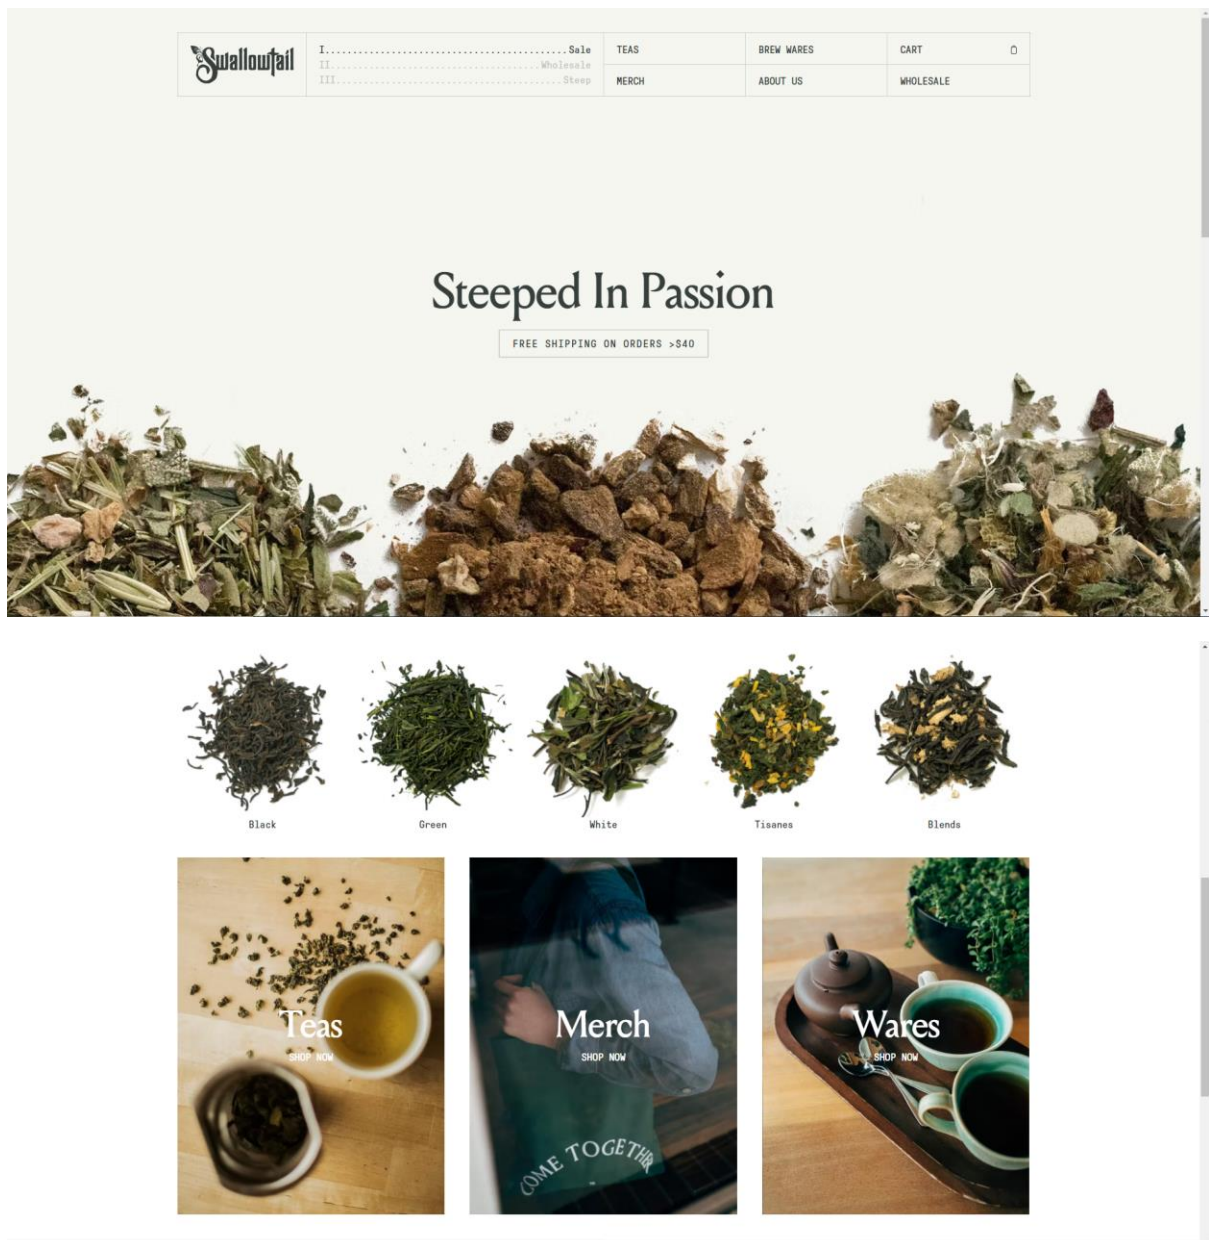 Swallowtail
I............................................Sale
II......................................Wholesale
III.........................................Steep
TEAS
BREW WARES
CART
MERCH
ABOUT US
WHOLESALE
Steeped In Passion
FREE SHIPPING ON ORDERS >$40
Black
Green
White
Tisanes
Blends
Teas
SHOP NOW
Merch
SHOP NOW
Wares
SHOP NOW
COME TOGETHER